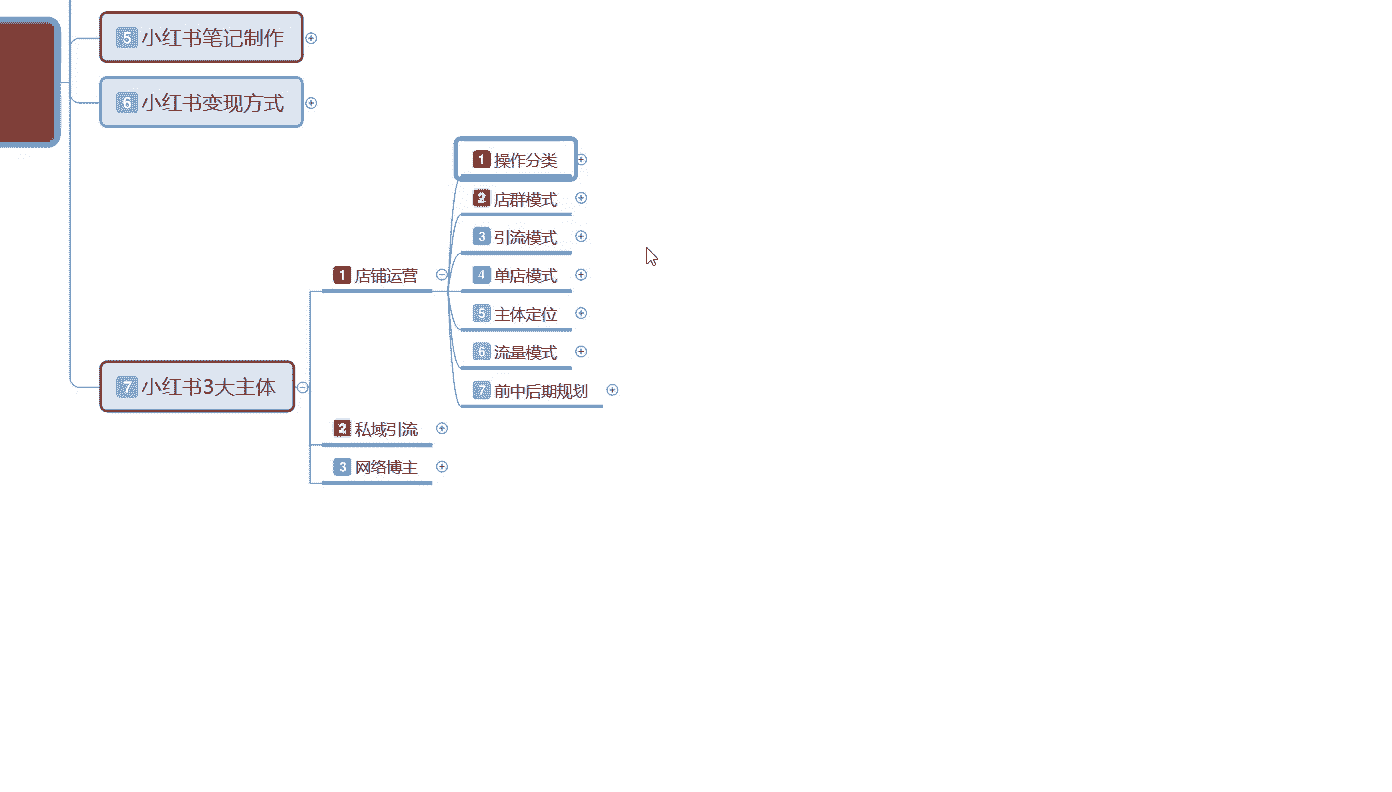 5 小红书笔记制作
6 小红书变现方式
1 操作分类
2 店群模式
3 引流模式
1 店铺运营
4 单店模式
5 主体定位
6 流量模式
7 小红书3大主体
7 前中后期规划
2 私域引流
3 网络博主